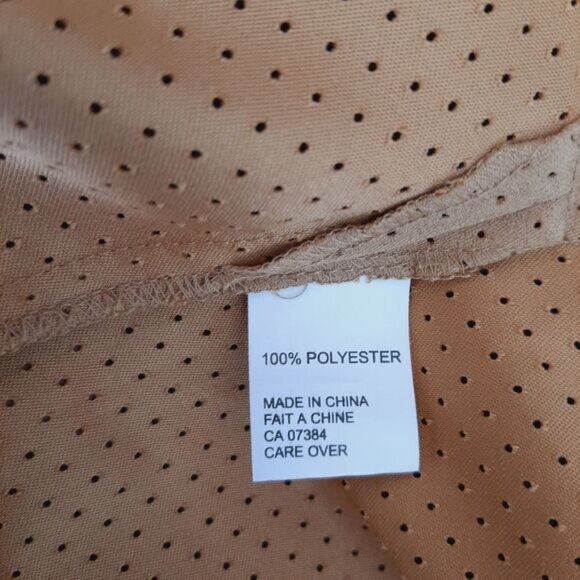 100% POLYESTER
MADE IN CHINA
FAIT A CHINE
CA 07384
CARE OVER